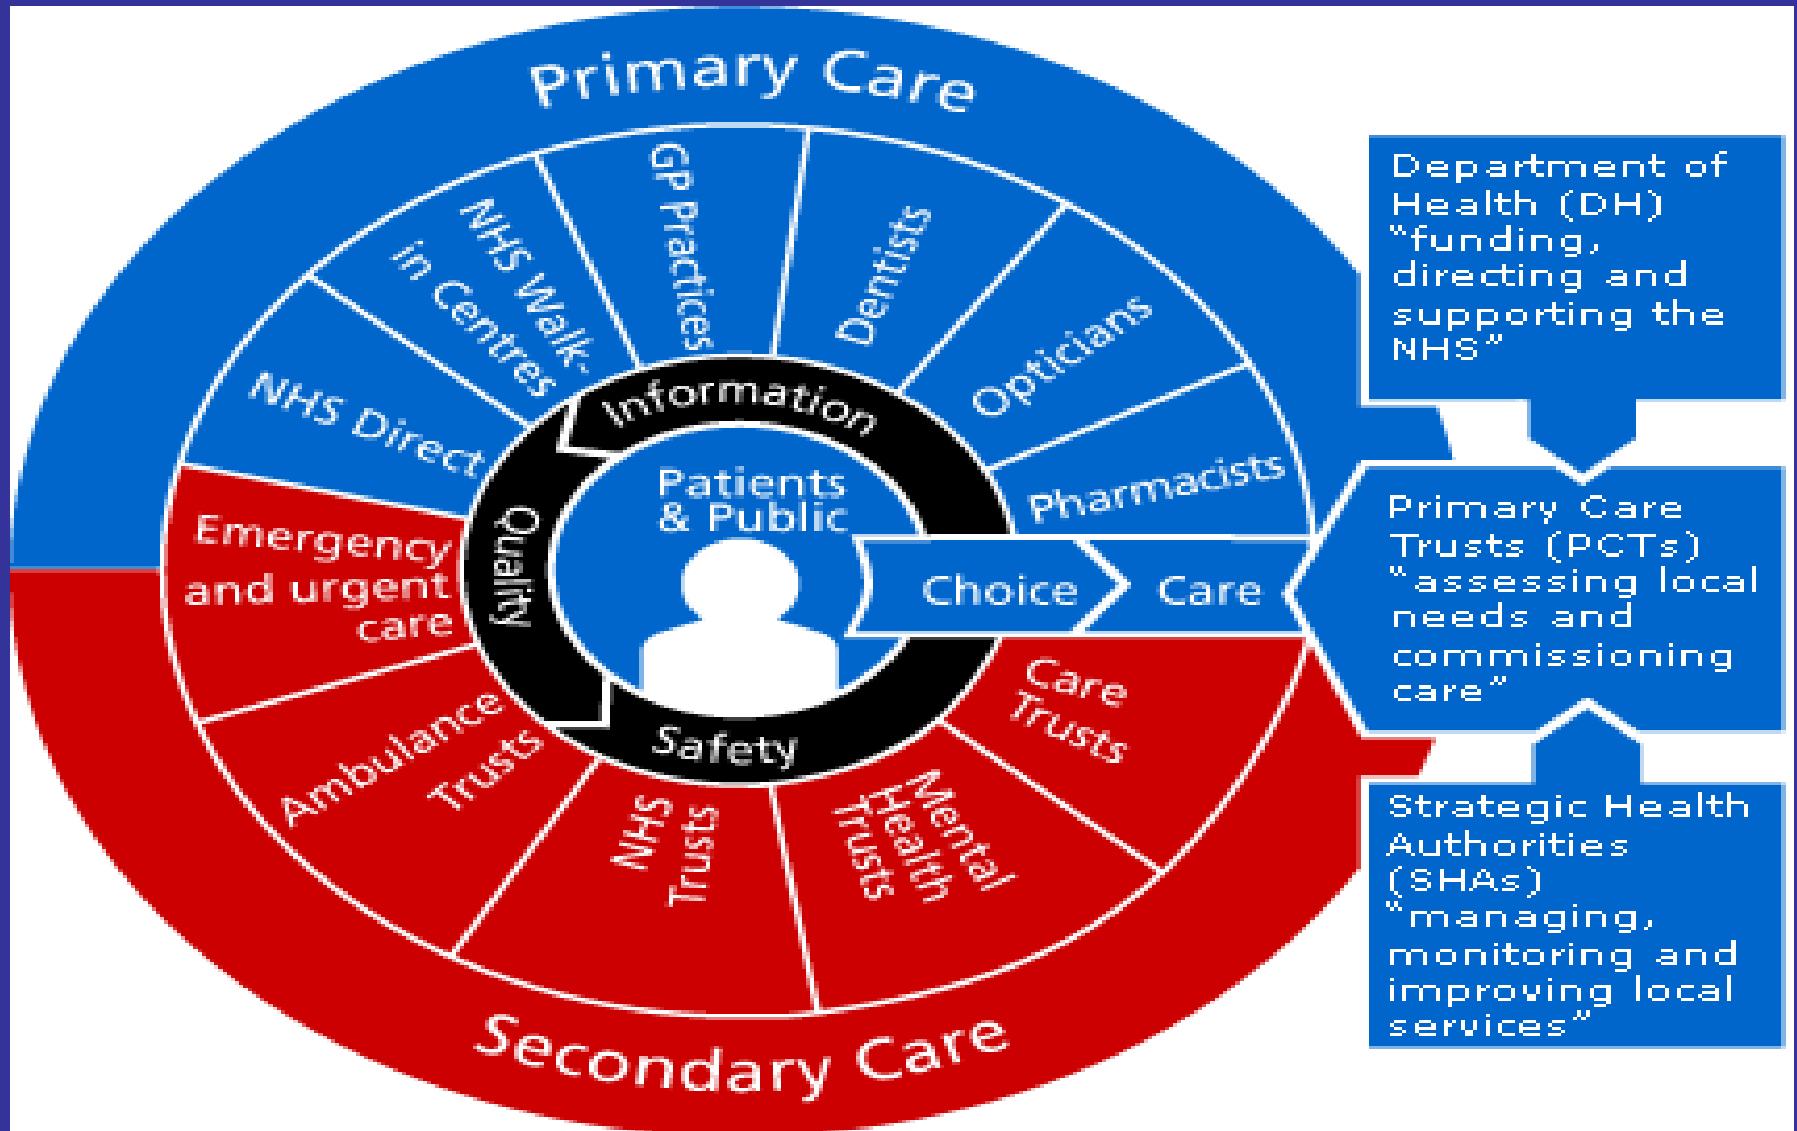 Primary Care
NHS Direct
NHS Walk-
in Centres
GP Practices
Dentists
Opticians
Pharmacists
Information
Quality
Safety
Patients
& Public
Choice
Care
Emergency
and urgent
care
Ambulance
Trusts
NHS
Trusts
Mental
Health
Trusts
Care
Trusts
Secondary Care
Department of
Health (DH)
"funding,
directing and
supporting the
NHS"
Primary Care
Trusts (PCTs)
"assessing local
needs and
commissioning
care"
Strategic Health
Authorities
(SHAs)
"managing,
monitoring and
improving local
services"